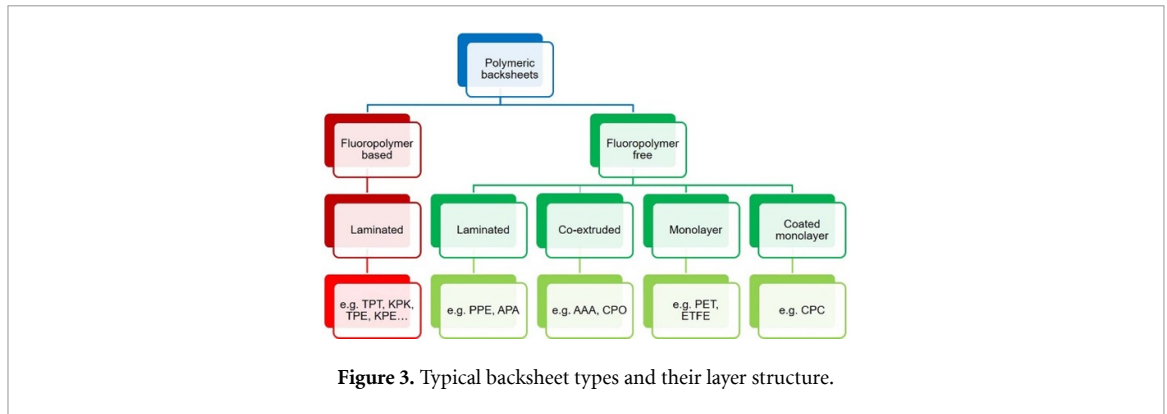 Polymeric
backsheets
Fluoropolymer
based
Fluoropolymer
free
Laminated
Laminated
Co-extruded
Monolayer
Coated
monolayer
e.g. TPT, KPK,
TPE, KPE...
e.g. PPE, APA
e.g. AAA, CPO
e.g. PET,
ETFE
e.g. CPC
Figure 3. Typical backsheet types and their layer structure.